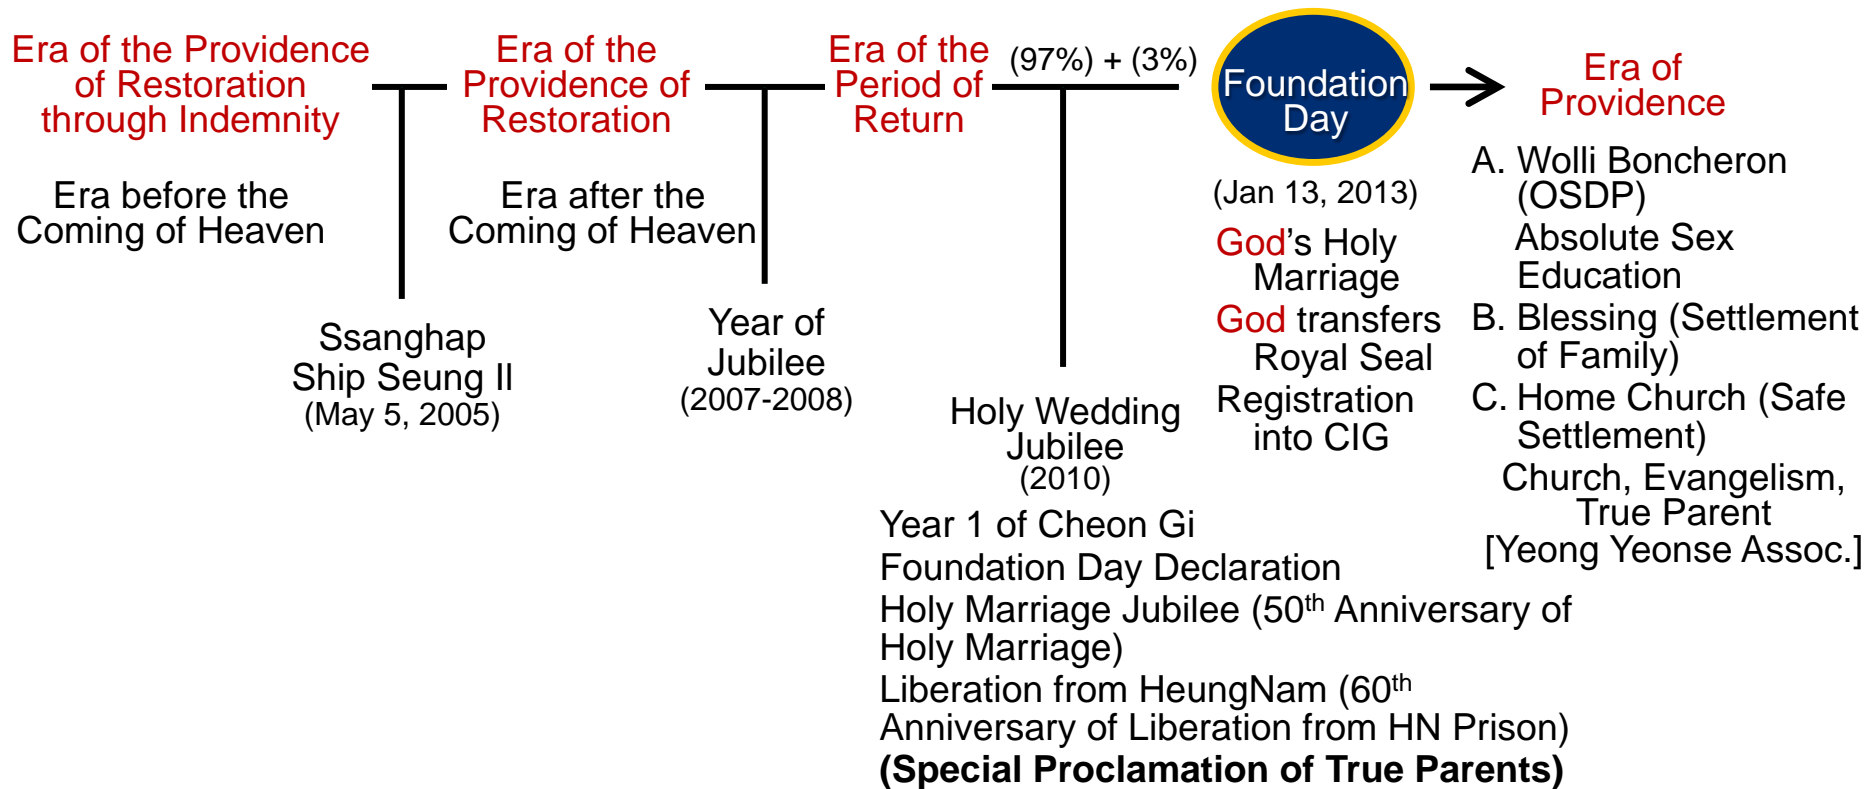 Era of the Providence
of Restoration
through Indemnity
Era before the
Coming of Heaven
Ssanghap
Ship Seung II
(May 5, 2005)
Era of the
Providence of
Restoration
Era after the
Coming of Heaven
Year of
Jubilee
(2007-2008)
Era of the
Period of
Return
(97%) + (3%)
Holy Wedding
Jubilee
(2010)
Year 1 of Cheon Gi
Foundation Day Declaration
Holy Marriage Jubilee (50th Anniversary of
Holy Marriage)
Liberation from HeungNam (60th
Anniversary of Liberation from HN Prison)
(Special Proclamation of True Parents)
Foundation
Day
(Jan 13, 2013)
God's Holy
Marriage
God transfers
Royal Seal
Registration
into CIG
Era of
Providence
A. Wolli Boncheron
(OSDP)
Absolute Sex
Education
B. Blessing (Settlement
of Family)
C. Home Church (Safe
Settlement)
Church, Evangelism,
True Parent
[Yeong Yeonse Assoc.]